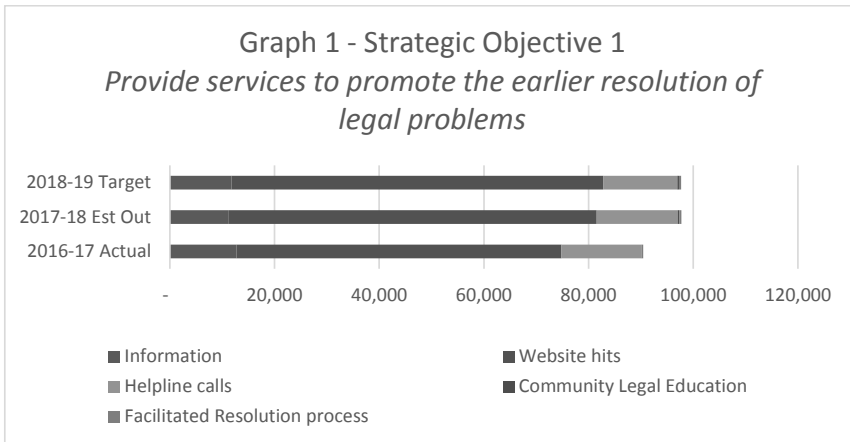 Graph 1 - Strategic Objective 1
Provide services to promote the earlier resolution of
legal problems
2018-19 Target
2017-18 Est Out
2016-17 Actual
- 20,000 40,000 60,000 80,000 100,000 120,000
Information Website hits
Helpline calls Community Legal Education
Facilitated Resolution process